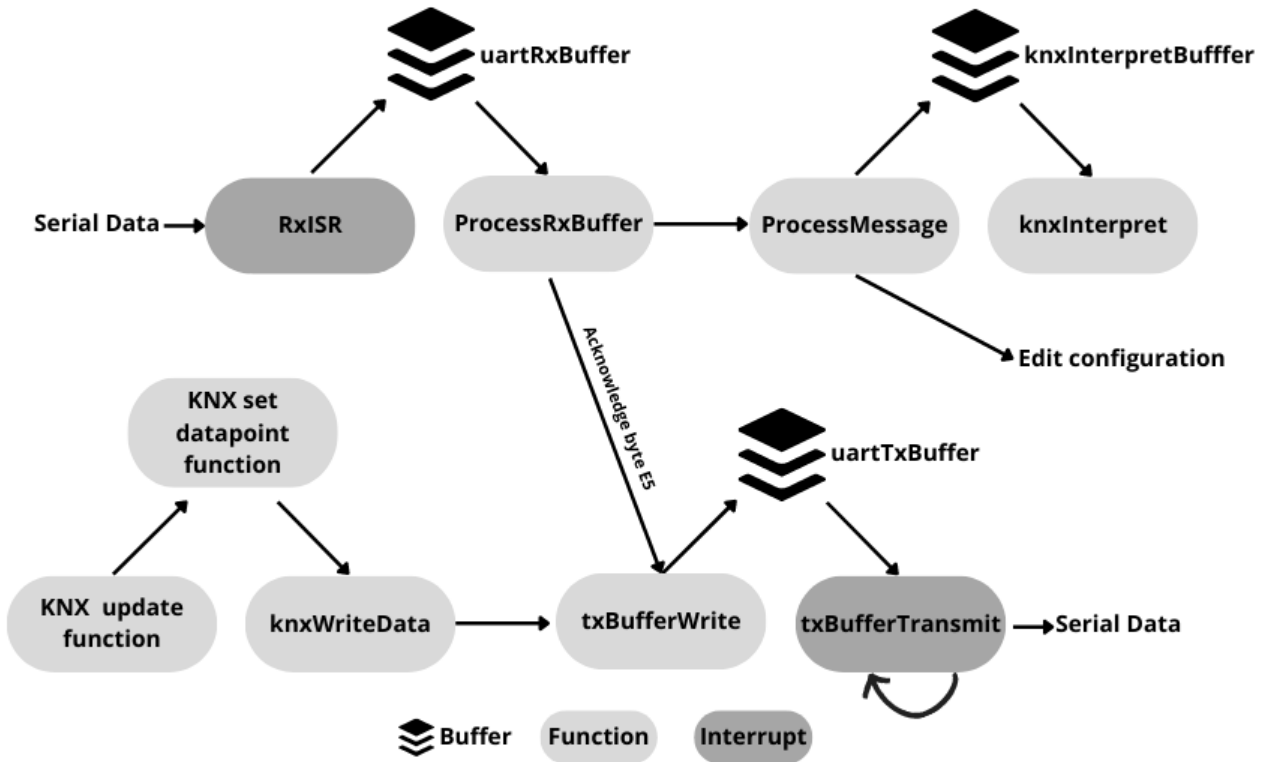 uartRxBuffer
knxInterpretBufffer
Serial Data
RxISR
ProcessRxBuffer
ProcessMessage
knxInterpret
Acknowledge byte E5
Edit configuration
KNX set
datapoint
function
uartTxBuffer
KNX update
function
knxWriteData
txBufferWrite
txBufferTransmit
Serial Data
Buffer
Function
Interrupt